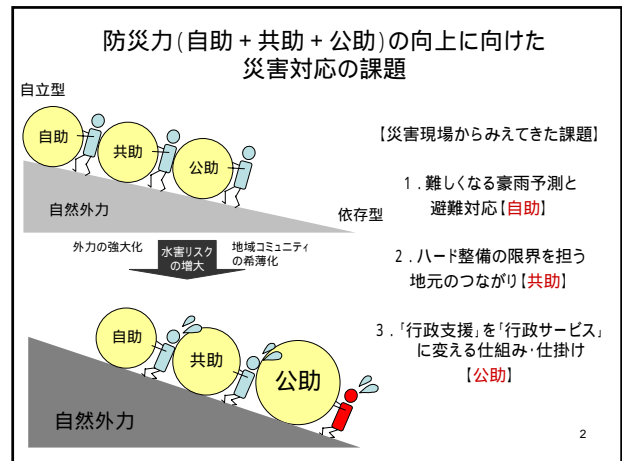 防災力(自助+共助+公助)の向上に向けた
災害対応の課題
自立型
自助
共助
公助
自然外力
依存型
外力の強大化
水害リスク
の増大
地域コミュニティ
の希薄化
自助
共助
公助
自然外力
【災害現場からみえてきた課題】
1.難しくなる豪雨予測と
避難対応【自助】
2.ハード整備の限界を担う
地元のつながり【共助】
3.「行政支援」を「行政サービス」
に変える仕組み・仕掛け
【公助】
2